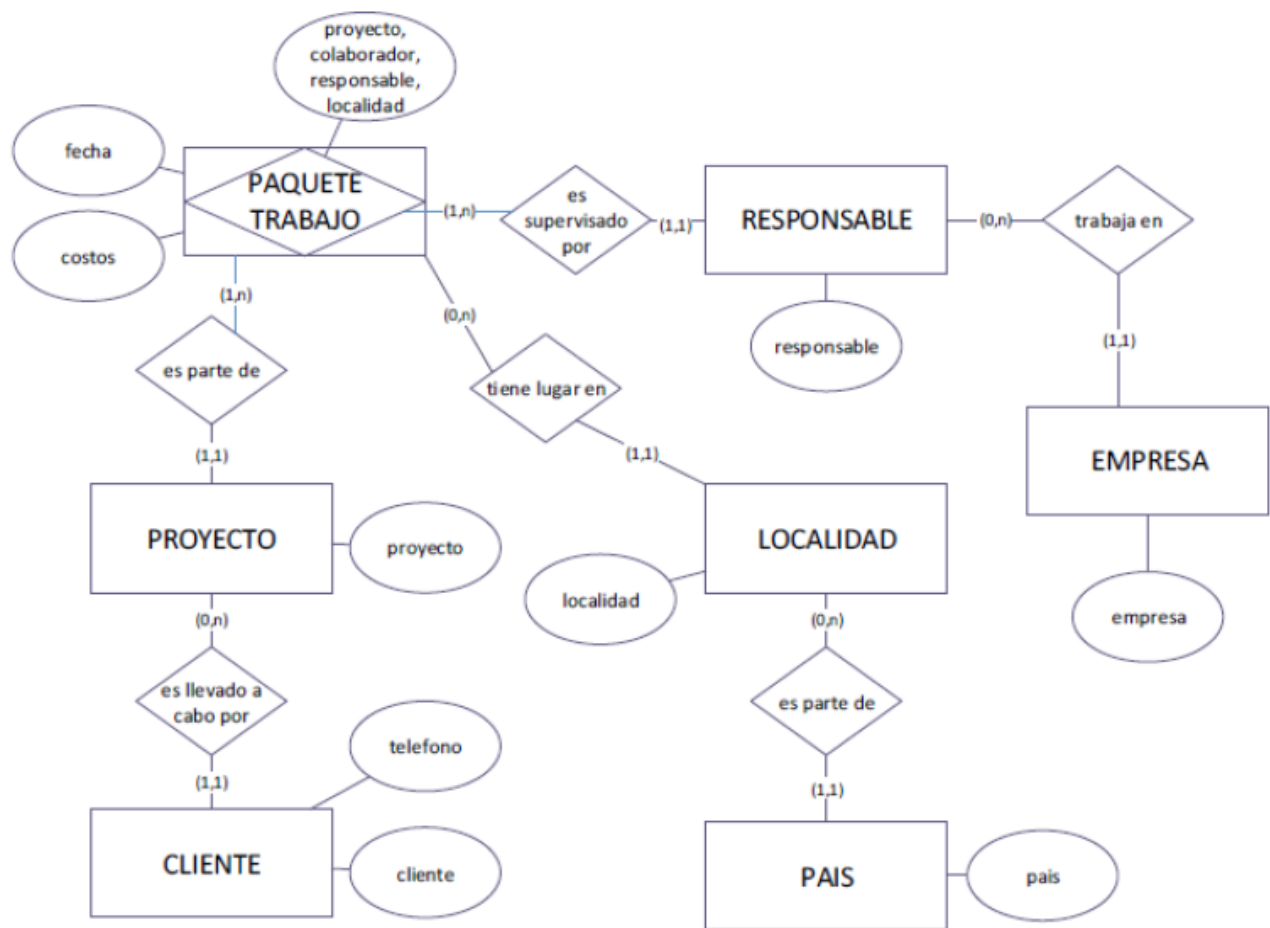 proyecto,
colaborador,
responsable,
localidad
fecha
PAQUETE
TRABAJO
costos
(1,n)
es
supervisado
por
(1,1)
RESPONSABLE
(0,n)
trabaja en
responsable
(1,1)
EMPRESA
empresa
(1,n)
es parte de
(1,1)
PROYECTO
proyecto
(0,n)
tiene lugar en
(1,1)
LOCALIDAD
localidad
(0,n)
es llevado a
cabo por
(1,1)
CLIENTE
telefono
cliente
(0,n)
es parte de
(1,1)
PAIS
pais